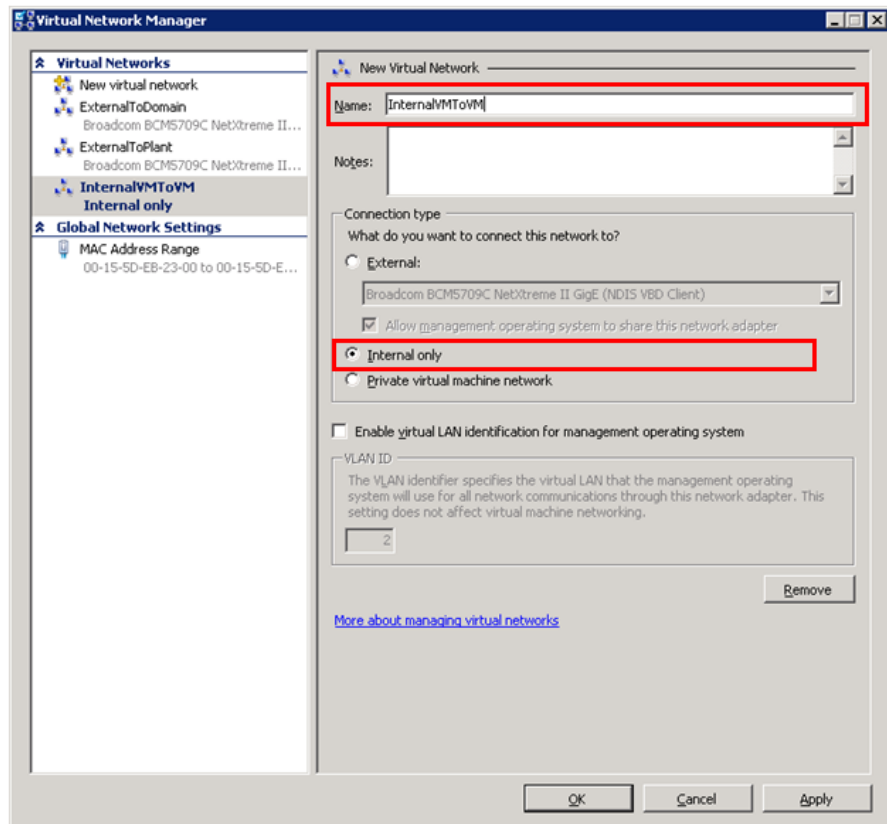 Virtual Network Manager
Virtual Networks
New virtual network
ExternalToDomain
Broadcom BCM5709C NetXtreme II...
ExternalToPlant
Broadcom BCM5709C NetXtreme II...
InternalVMToVM
Internal only
Global Network Settings
MAC Address Range
00-15-5D-EB-23-00 to 00-15-5D-E...
New Virtual Network
Name: InternalVMToVM
Notes:
Connection type
What do you want to connect this network to?
External:
Broadcom BCM5709C NetXtreme II GigE (NDIS VBD Client)
Allow management operating system to share this network adapter
Internal only
Private virtual machine network
Enable virtual LAN identification for management operating system
VLAN ID
The VLAN identifier specifies the virtual LAN that the management operating
system will use for all network communications through this network adapter. This
setting does not affect virtual machine networking.
2
Remove
More about managing virtual networks
OK Cancel Apply